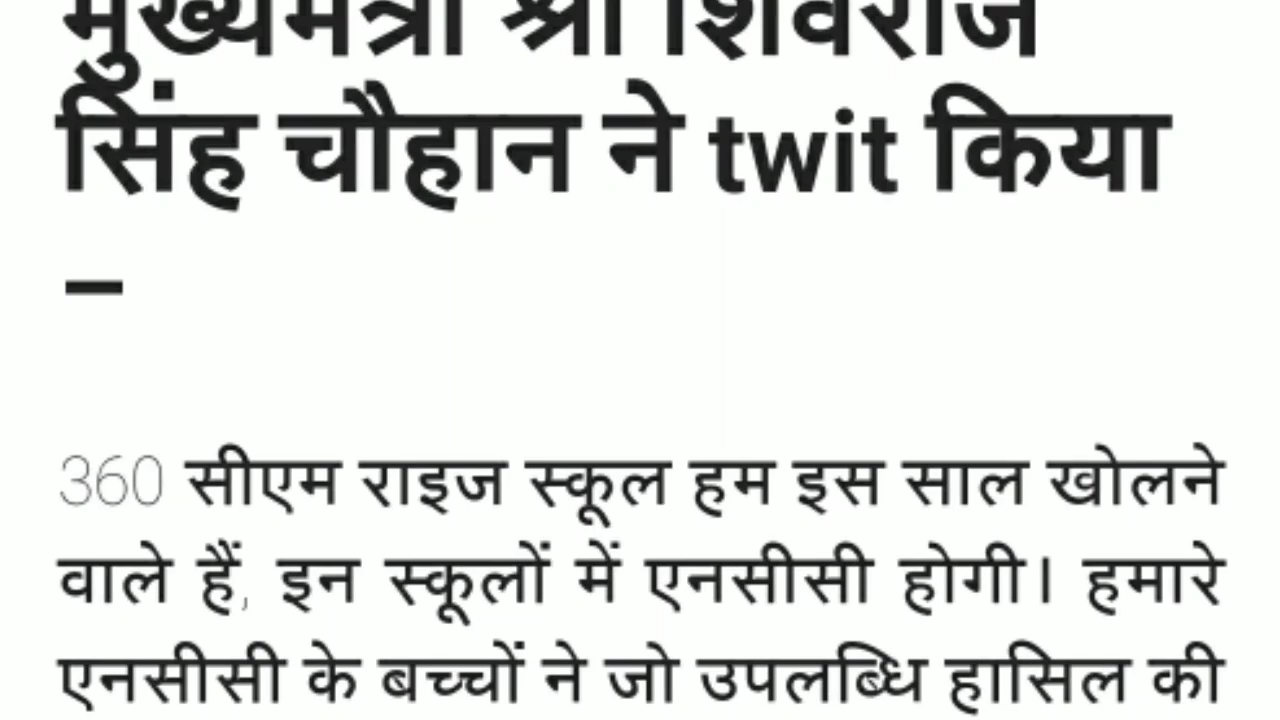 मुख्यमंत्री श्री शिवराज
सिंह चौहान ने twit किया
–
360 सीएम राइज स्कूल हम इस साल खोलने
वाले हैं, इन स्कूलों में एनसीसी होगी। हमारे
एनसीसी के बच्चों ने जो उपलब्धि हासिल की